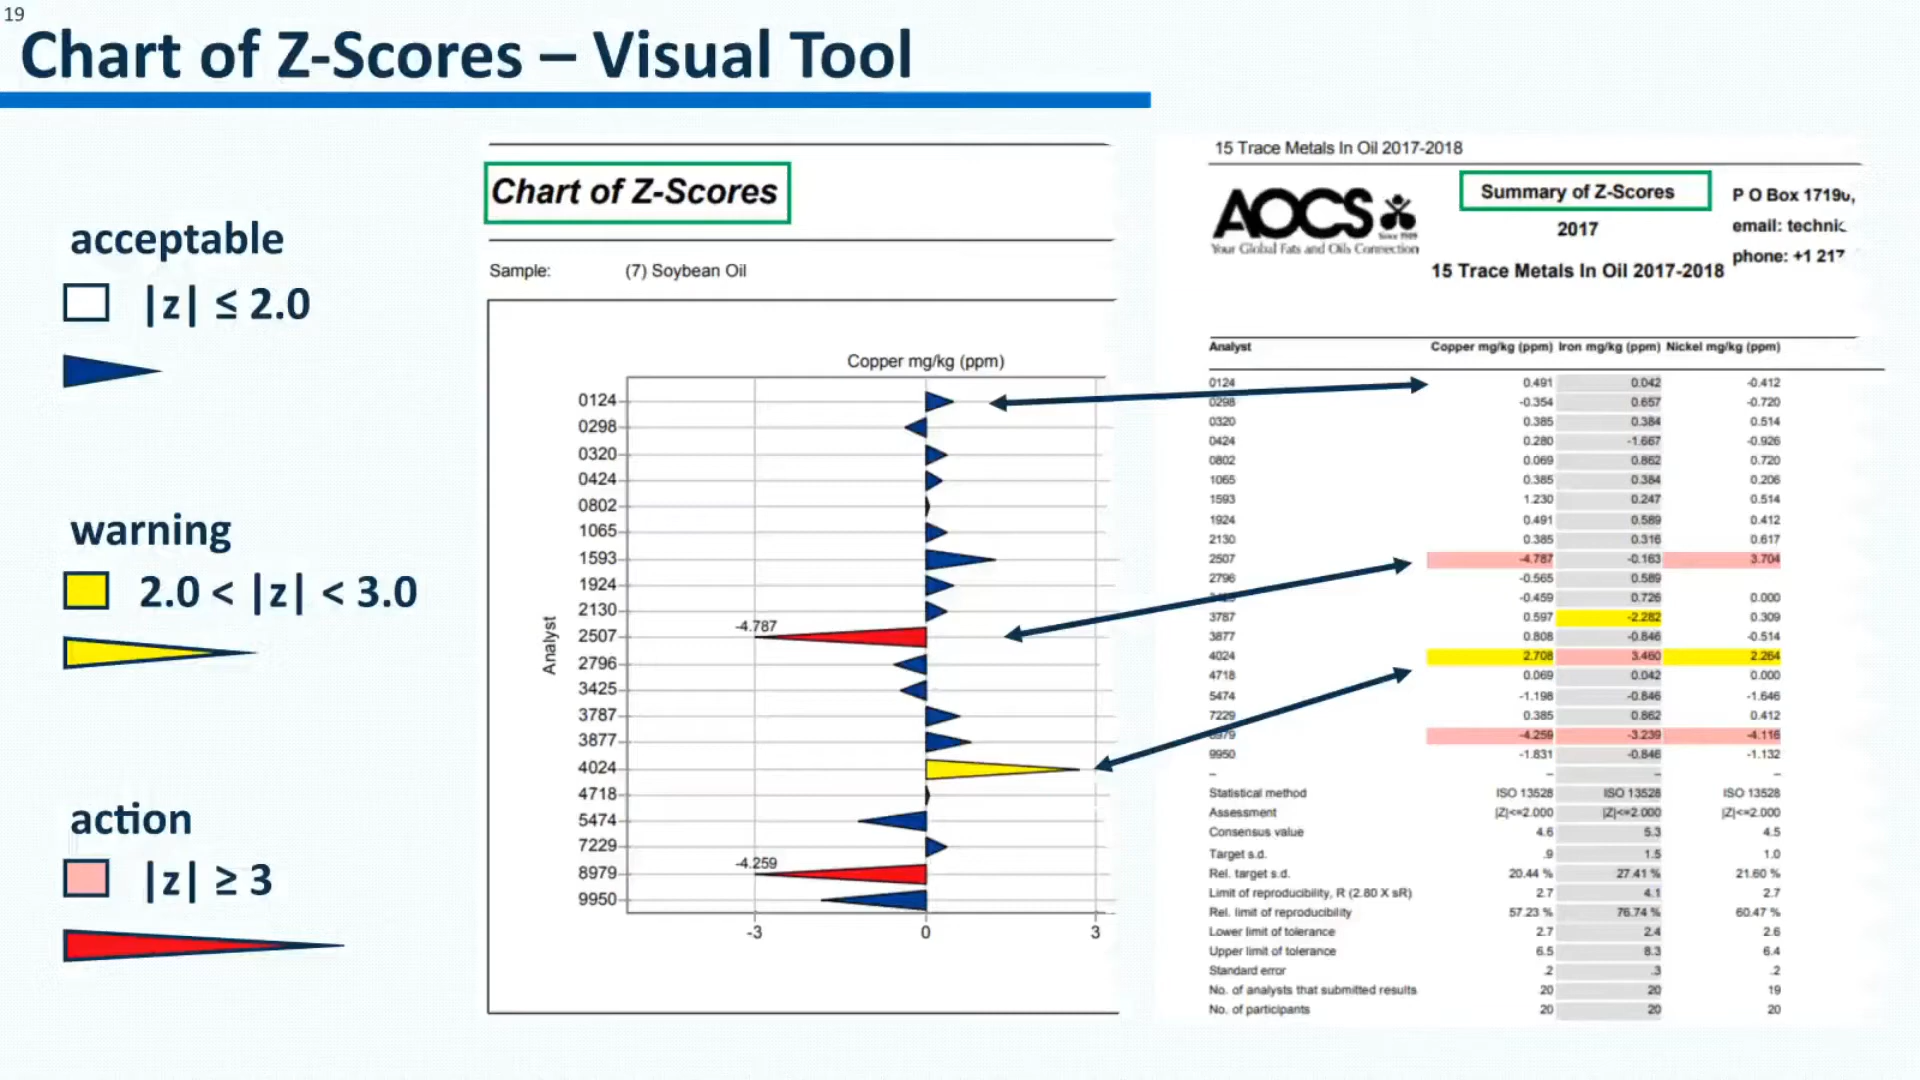 19
Chart of Z-Scores – Visual Tool
acceptable
|z| ≤ 2.0
warning
2.0 < |z| < 3.0
action
|z| ≥ 3
Chart of Z-Scores
Sample: (7) Soybean Oil
Copper mg/kg (ppm)
Analyst
0124
0298
0320
0424
0802
1065
1593
1924
2130
2507 -4.787
2796
3425
3787
3877
4024
4718
5474
7229
8979 -4.259
9950
-3 0 3
15 Trace Metals In Oil 2017-2018
AOCS
Since 1909
Your Global Fats and Oils Connection
Summary of Z-Scores
2017
15 Trace Metals In Oil 2017-2018
P O Box 1719
email: technic
phone: +1 217
Analyst Copper mg/kg (ppm) Iron mg/kg (ppm) Nickel mg/kg (ppm)
0124 0.491 0.042 -0.412
0298 -0.354 0.657 -0.720
0320 0.385 0.384 0.514
0424 0.280 -1.667 -0.926
0802 0.069 0.862 0.720
1065 0.385 0.384 0.206
1593 1.230 0.247 0.514
1924 0.491 0.589 0.412
2130 0.385 0.316 0.617
2507 -4.787 -0.163 3.704
2796 -0.565 0.589
-0.459 0.726 0.000
3787 0.597 -2.282 0.309
3877 0.808 -0.846 -0.514
4024 2.708 3.460 2.264
4718 0.069 0.042 0.000
5474 -1.198 -0.846 -1.646
7229 0.385 0.862 0.412
8979 -4.259 -3.239 -4.116
9950 -1.831 -0.846 -1.132
– – – –
Statistical method ISO 13528 ISO 13528 ISO 13528
Assessment |Z|<=2.000 |Z|<=2.000 |Z|<=2.000
Consensus value 4.6 5.3 4.5
Target s.d. .9 1.5 1.0
Rel. target s.d. 20.44 % 27.41 % 21.60 %
Limit of reproducibility, R (2.80 X sR) 2.7 4.1 2.7
Rel. limit of reproducibility 57.23 % 76.74 % 60.47 %
Lower limit of tolerance 2.7 2.4 2.6
Upper limit of tolerance 6.5 8.3 6.4
Standard error .2 .3 .2
No. of analysts that submitted results 20 20 19
No. of participants 20 20 20